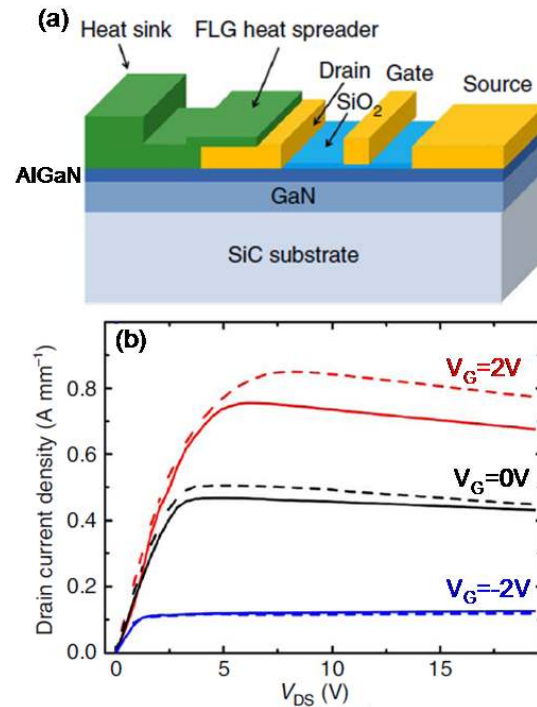 (a)
Heat sink
FLG heat spreader
Drain
Gate
SiO2
Source
AlGaN
GaN
SiC substrate
(b)
VG=2V
VG=0V
VG=-2V
Drain current density (A mm⁻¹)
0.8
0.6
0.4
0.2
0.0
0
5
10
15
VDS (V)